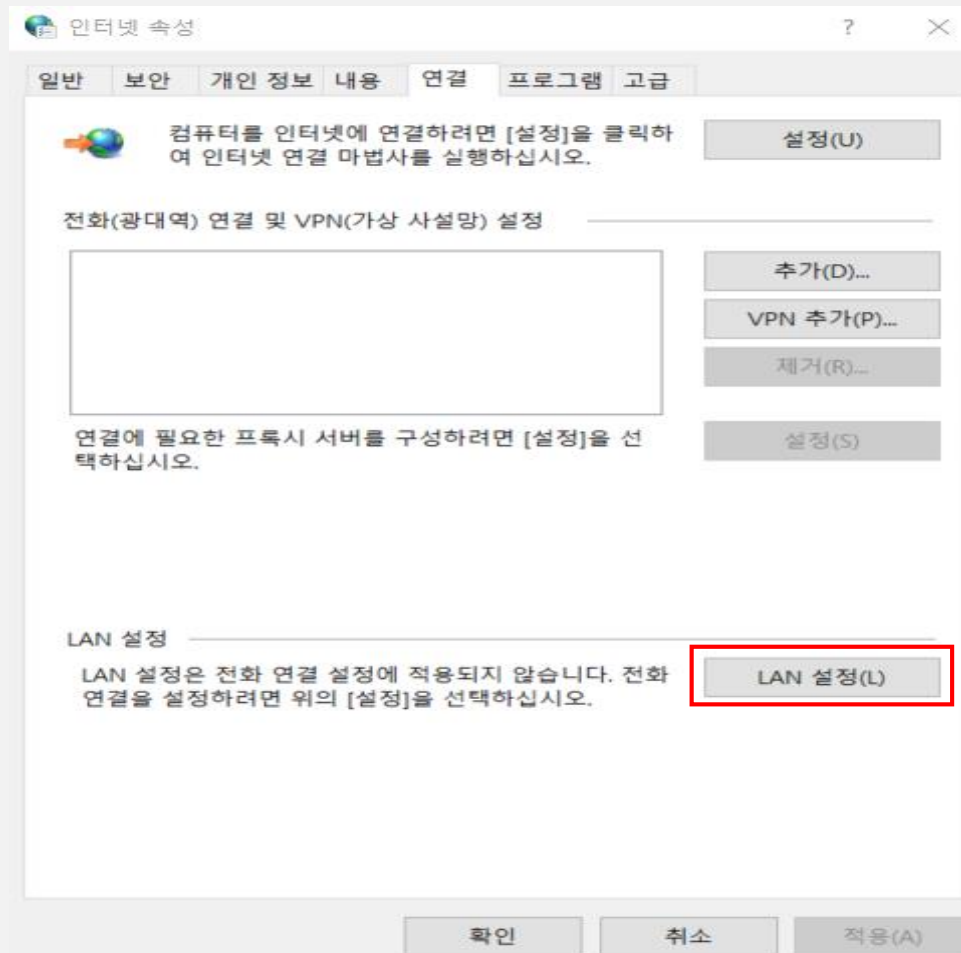 인터넷 속성
?
일반 보안 개인 정보 내용 연결 프로그램 고급
컴퓨터를 인터넷에 연결하려면 [설정]을 클릭하
여 인터넷 연결 마법사를 실행하십시오.
설정(U)
전화(광대역) 연결 및 VPN(가상 사설망) 설정
추가(D)...
VPN 추가(P)...
제거(R)...
연결에 필요한 프록시 서버를 구성하려면 [설정]을 선
택하십시오.
설정(S)
LAN 설정
LAN 설정은 전화 연결 설정에 적용되지 않습니다. 전화
연결을 설정하려면 위의 [설정]을 선택하십시오.
LAN 설정(L)
확인 취소 적용(A)